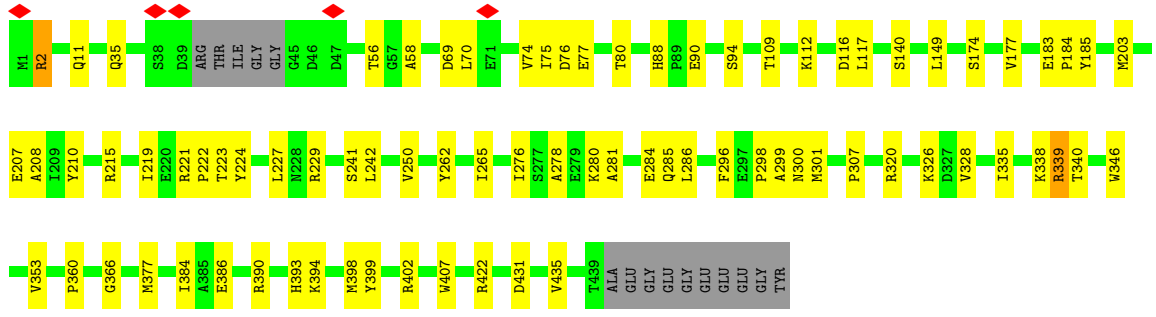 M1 R2 Q11 Q35 S38 D39 ARG THR ILE GLY GLY G45 D46 D47 T56 G57 A58 D69 L70 E71 V74 I75 D76 E77 T80 H88 P89 E90 S94 T109 K112 D116 L117 S140 L149 S174 V177 E183 P184 Y185 M203
E207 A208 I209 Y210 R215 I219 E220 R221 P222 T223 Y224 L227 N228 R229 S241 L242 V250 Y262 I265 I276 S277 A278 E279 K280 A281 E284 Q285 L286 F296 E297 P298 A299 N300 M301 P307 R320 K326 D327 V328 I335 K338 R339 T340 W346
V353 P360 G366 M377 I384 A385 E386 R390 H393 K394 M398 Y399 R402 W407 R422 D431 V435 T439 ALA GLU GLY GLU GLY GLU GLU GLU GLY TYR